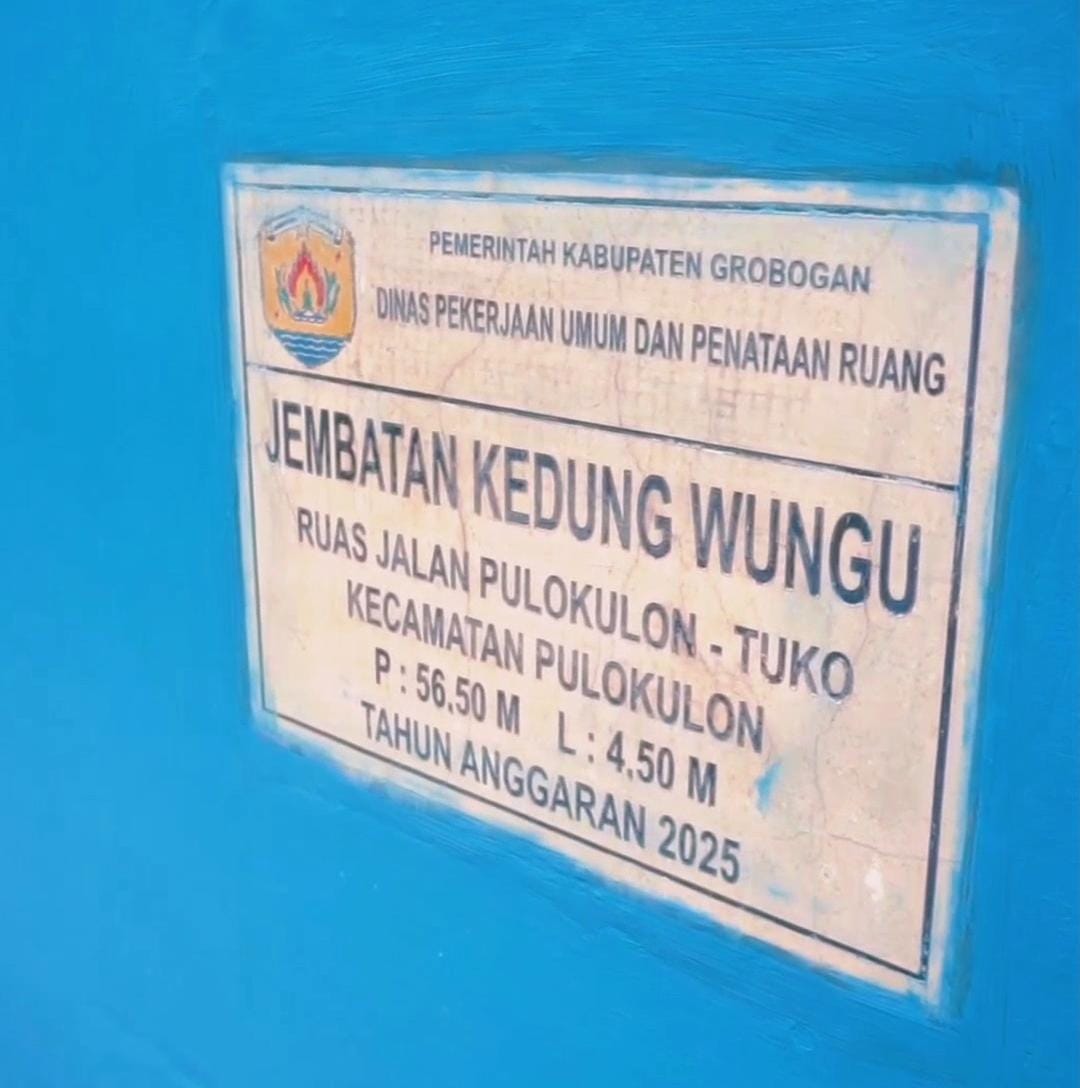 PEMERINTAH KABUPATEN GROBOGAN
DINAS PEKERJAAN UMUM DAN PENATAAN RUANG
JEMBATAN KEDUNG WUNGU
RUAS JALAN PULOKULON - TUKO
KECAMATAN PULOKULON
P : 56.50 M L : 4.50 M
TAHUN ANGGARAN 2025